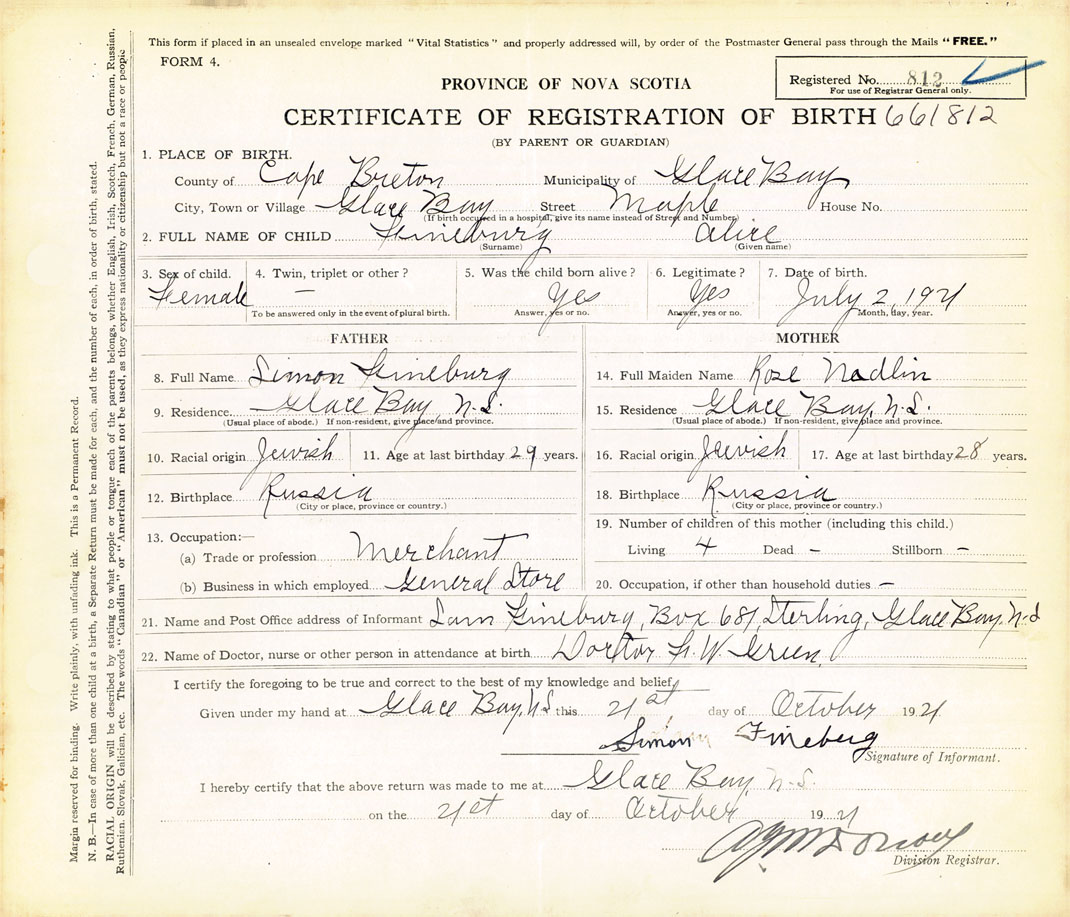 This form if placed in an unsealed envelope marked "Vital Statistics" and properly addressed will, by order of the Postmaster General pass through the Mails "FREE."
FORM 4.
Registered No. 812
For use of Registrar General only.
PROVINCE OF NOVA SCOTIA
CERTIFICATE OF REGISTRATION OF BIRTH 661812
(BY PARENT OR GUARDIAN)
1. PLACE OF BIRTH.
County of Cape Breton Municipality of Glace Bay
City, Town or Village Glace Bay Street Maple House No.
(If birth occurred in a hospital, give its name instead of Street and Number)
2. FULL NAME OF CHILD Fineburg Alice
(Surname) (Given name)
3. Sex of child. 4. Twin, triplet or other? 5. Was the child born alive? 6. Legitimate? 7. Date of birth.
Female — Yes Yes July 2, 1921
To be answered only in the event of plural birth. Answer, yes or no. Answer, yes or no. Month, day, year.
FATHER MOTHER
8. Full Name Simon Fineburg 14. Full Maiden Name Rose Nadlin
9. Residence Glace Bay, N.S. 15. Residence Glace Bay, N.S.
(Usual place of abode.) If non-resident, give place and province. (Usual place of abode.) If non-resident, give place and province.
10. Racial origin Jewish 11. Age at last birthday 29 years. 16. Racial origin Jewish 17. Age at last birthday 28 years.
12. Birthplace Russia 18. Birthplace Russia
(City or place, province or country.) (City or place, province or country.)
13. Occupation:— 19. Number of children of this mother (including this child.)
(a) Trade or profession Merchant Living 4 Dead – Stillborn –
(b) Business in which employed General Store 20. Occupation, if other than household duties –
21. Name and Post Office address of Informant Sam Fineburg, Box 681, Sterling, Glace Bay, N.S
22. Name of Doctor, nurse or other person in attendance at birth Doctor F. W. Green.
I certify the foregoing to be true and correct to the best of my knowledge and belief,
Given under my hand at Glace Bay, N.S this 21st day of October 1921
Simon Fineberg
Signature of Informant.
I hereby certify that the above return was made to me at Glace Bay, N.S.
on the 21st day of October 1921
Division Registrar.
Margin reserved for binding. Write plainly, with unfading ink. This is a Permanent Record.
N. B.—In case of more than one child at a birth, a Separate Return must be made for each, and the number of each, in order of birth, stated.
RACIAL ORIGIN will be described by stating to what people or tongue each of the parents belongs, whether English, Irish, Scotch, French, German, Russian,
Ruthenian, Slovak, Galician, etc. The words "Canadian" or "American" must not be used, as they express nationality or citizenship but not a race or people